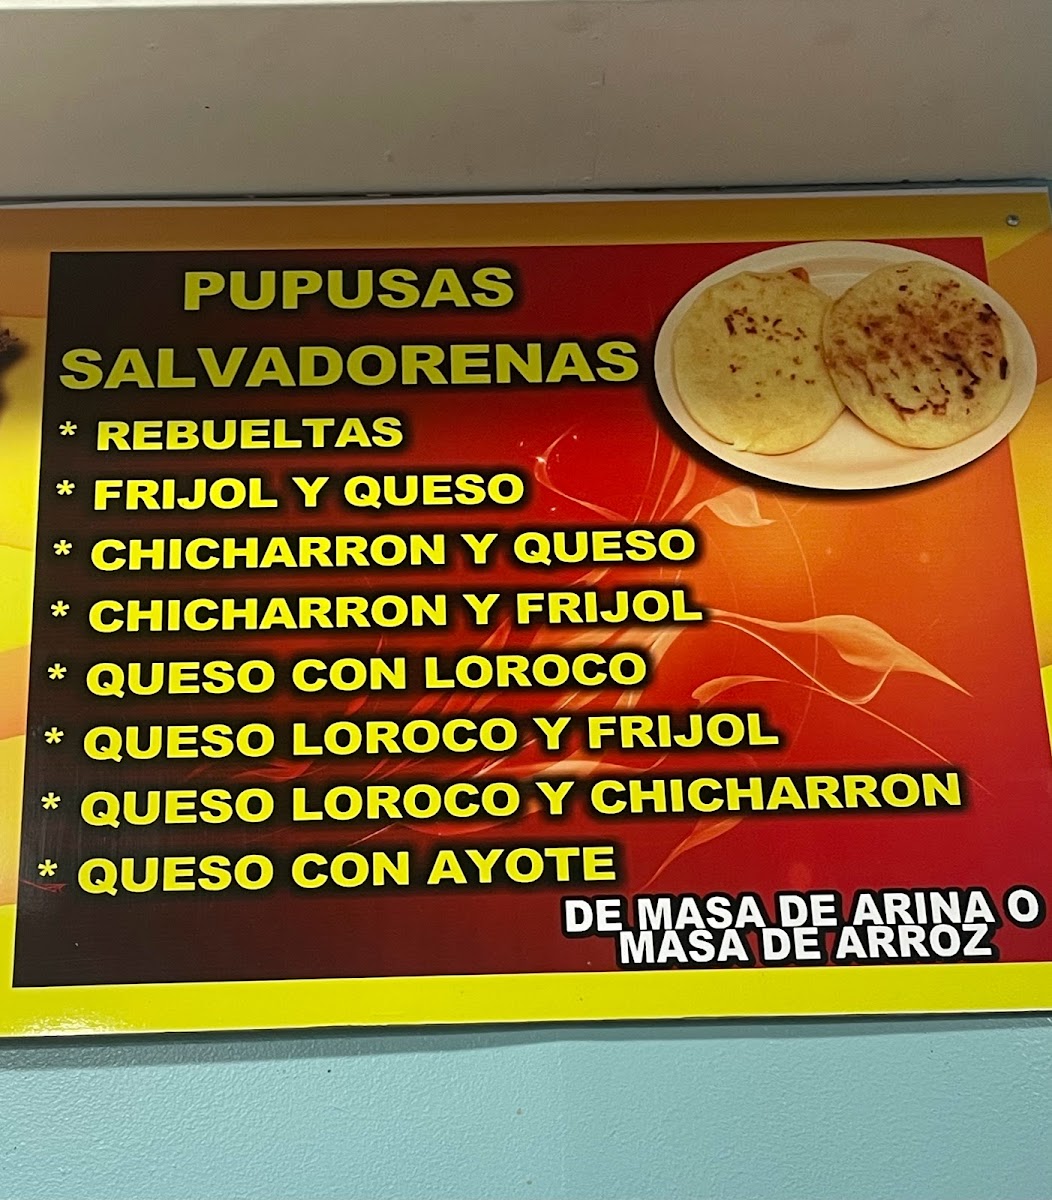 PUPUSAS
SALVADORENAS
* REBUELTAS
* FRIJOL Y QUESO
* CHICHARRON Y QUESO
* CHICHARRON Y FRIJOL
* QUESO CON LOROCO
* QUESO LOROCO Y FRIJOL
* QUESO LOROCO Y CHICHARRON
* QUESO CON AYOTE
DE MASA DE ARINA O
MASA DE ARROZ